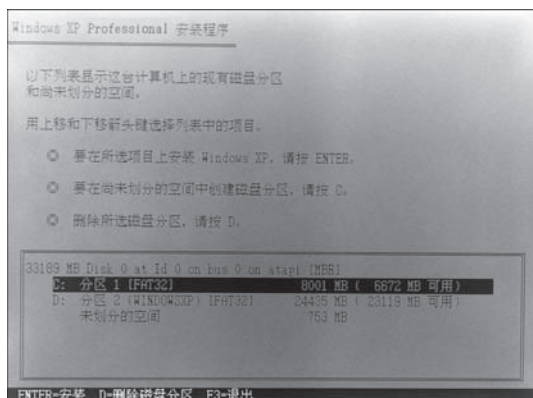 Windows XP Professional 安装程序
以下列表显示这台计算机上的现有磁盘分区
和尚未划分的空间。
用上移和下移箭头键选择列表中的项目。
要在所选项目上安装 Windows XP，请按 ENTER。
要在尚未划分的空间中创建磁盘分区，请按 C。
删除所选磁盘分区，请按 D。
33189 MB Disk 0 at Id 0 on bus 0 on atapi [MBR]
C: 分区 1 [FAT32] 8001 MB ( 6672 MB 可用)
D: 分区 2 (WINDOWSXP) [FAT32] 24435 MB ( 23119 MB 可用)
未划分的空间 753 MB
ENTER=安装 D=删除磁盘分区 F3=退出